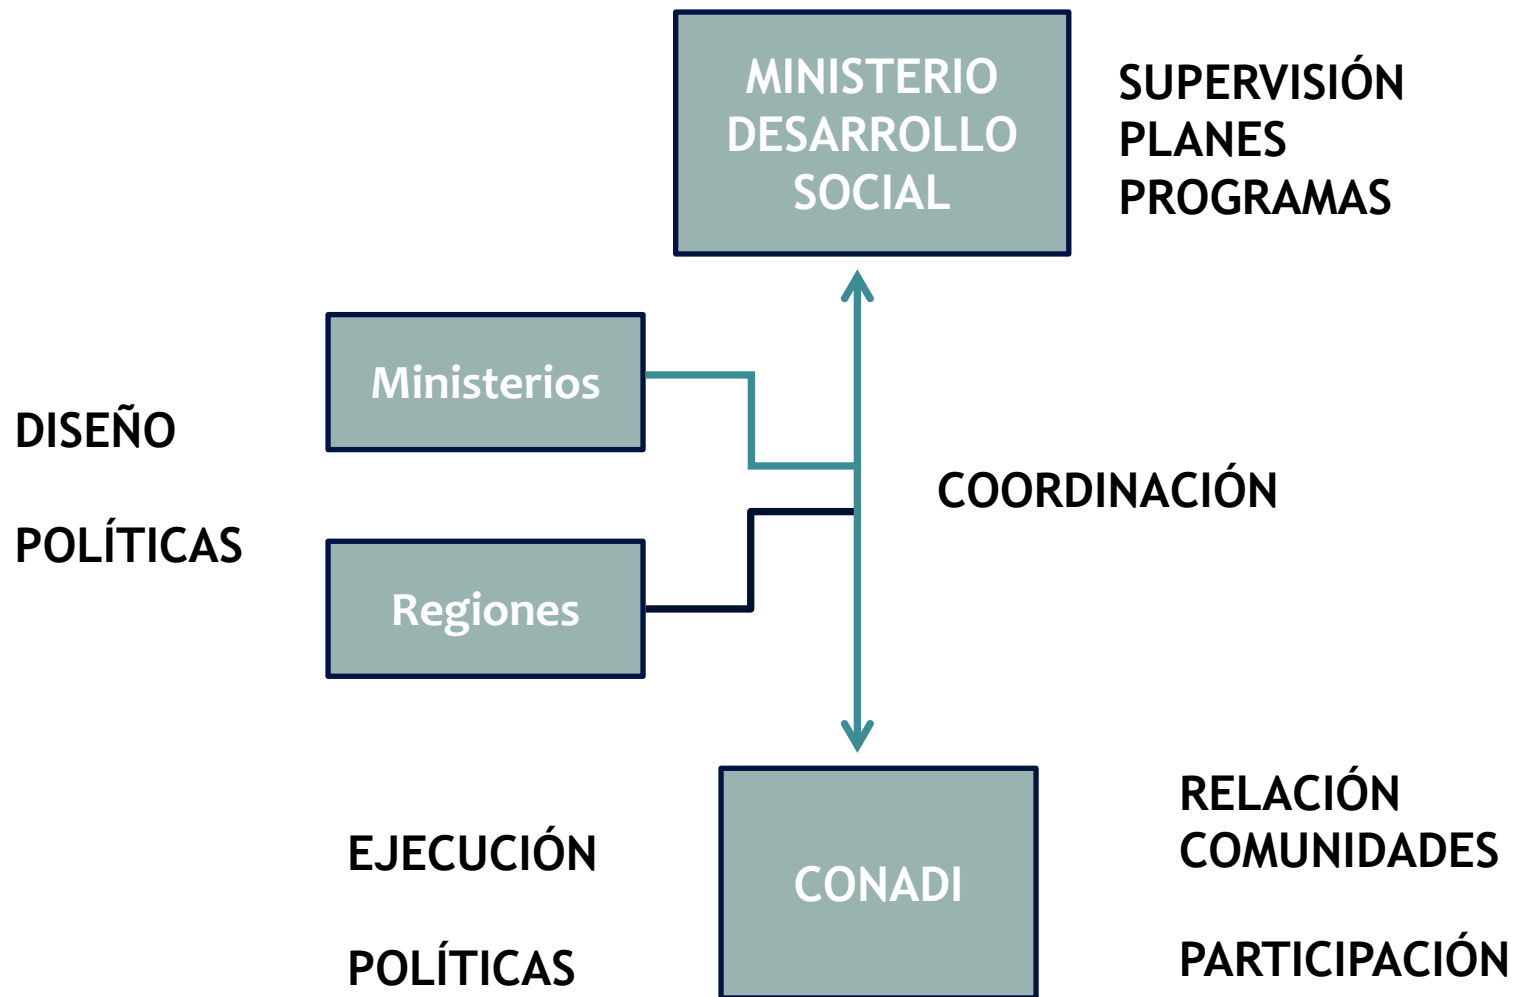 MINISTERIO
DESARROLLO
SOCIAL
SUPERVISIÓN
PLANES
PROGRAMAS
Ministerios
DISEÑO
POLÍTICAS
COORDINACIÓN
Regiones
EJECUCIÓN
POLÍTICAS
CONADI
RELACIÓN
COMUNIDADES
PARTICIPACIÓN